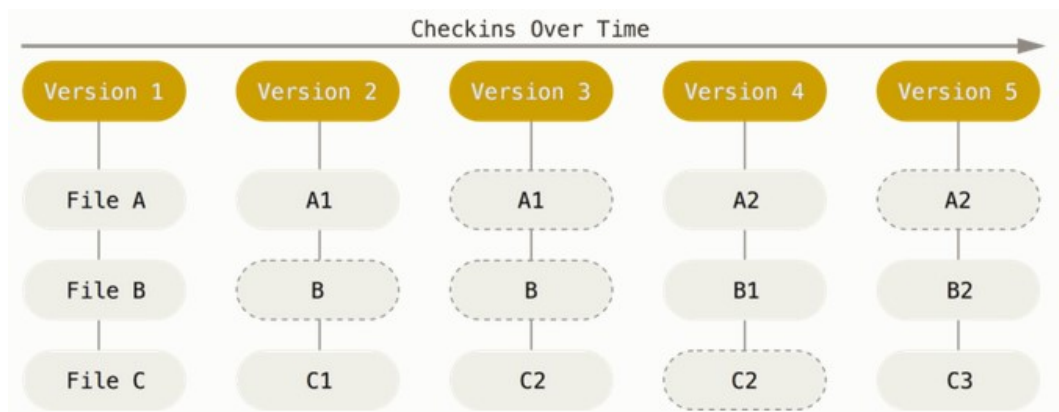 Checkins Over Time
Version 1 Version 2 Version 3 Version 4 Version 5
File A A1 A1 A2 A2
File B B B B1 B2
File C C1 C2 C2 C3